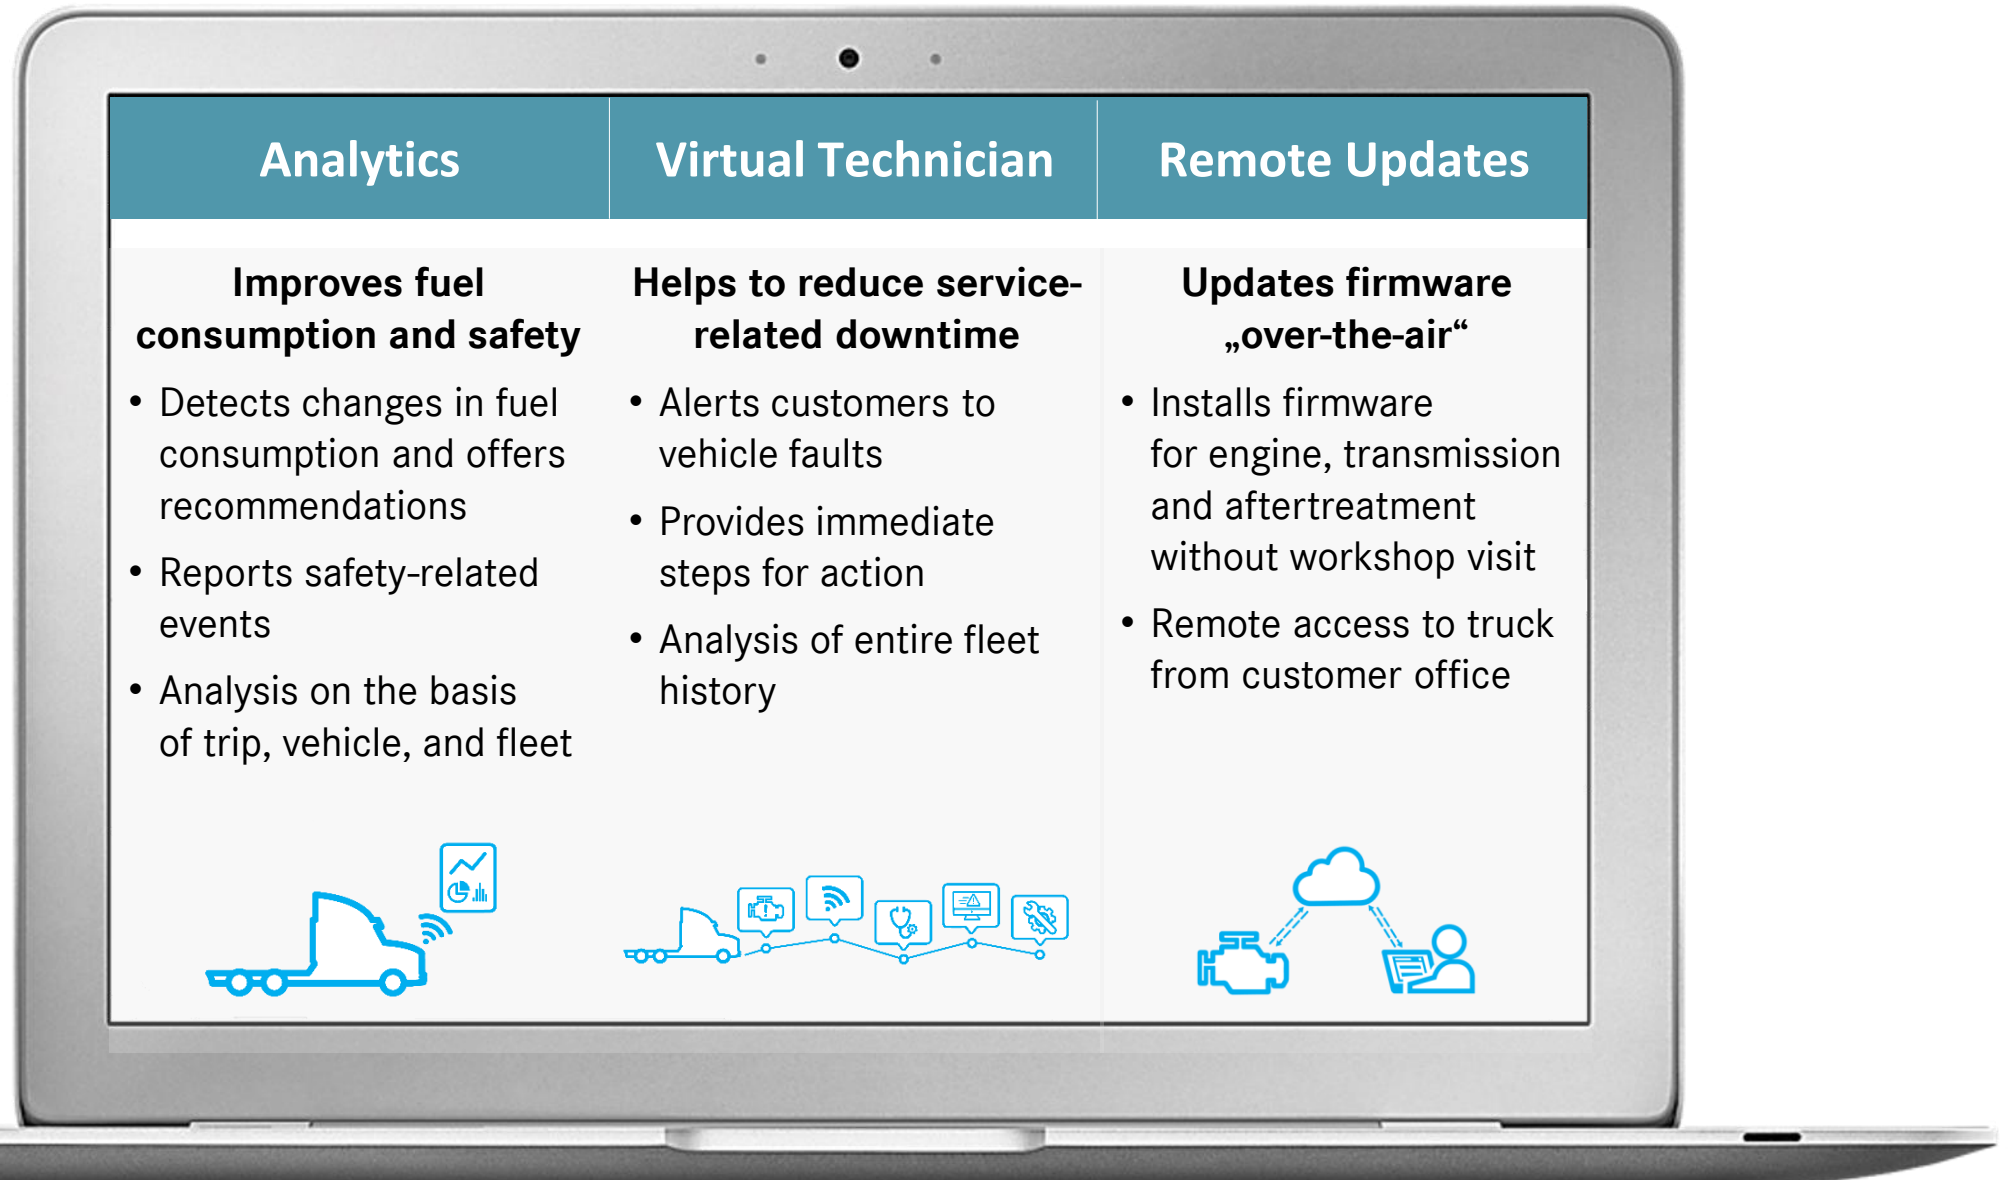 Analytics
Virtual Technician
Remote Updates
Improves fuel
consumption and safety
• Detects changes in fuel
consumption and offers
recommendations
• Reports safety-related
events
• Analysis on the basis
of trip, vehicle, and fleet
Helps to reduce service-
related downtime
• Alerts customers to
vehicle faults
• Provides immediate
steps for action
• Analysis of entire fleet
history
Updates firmware
„over-the-air“
• Installs firmware
for engine, transmission
and aftertreatment
without workshop visit
• Remote access to truck
from customer office